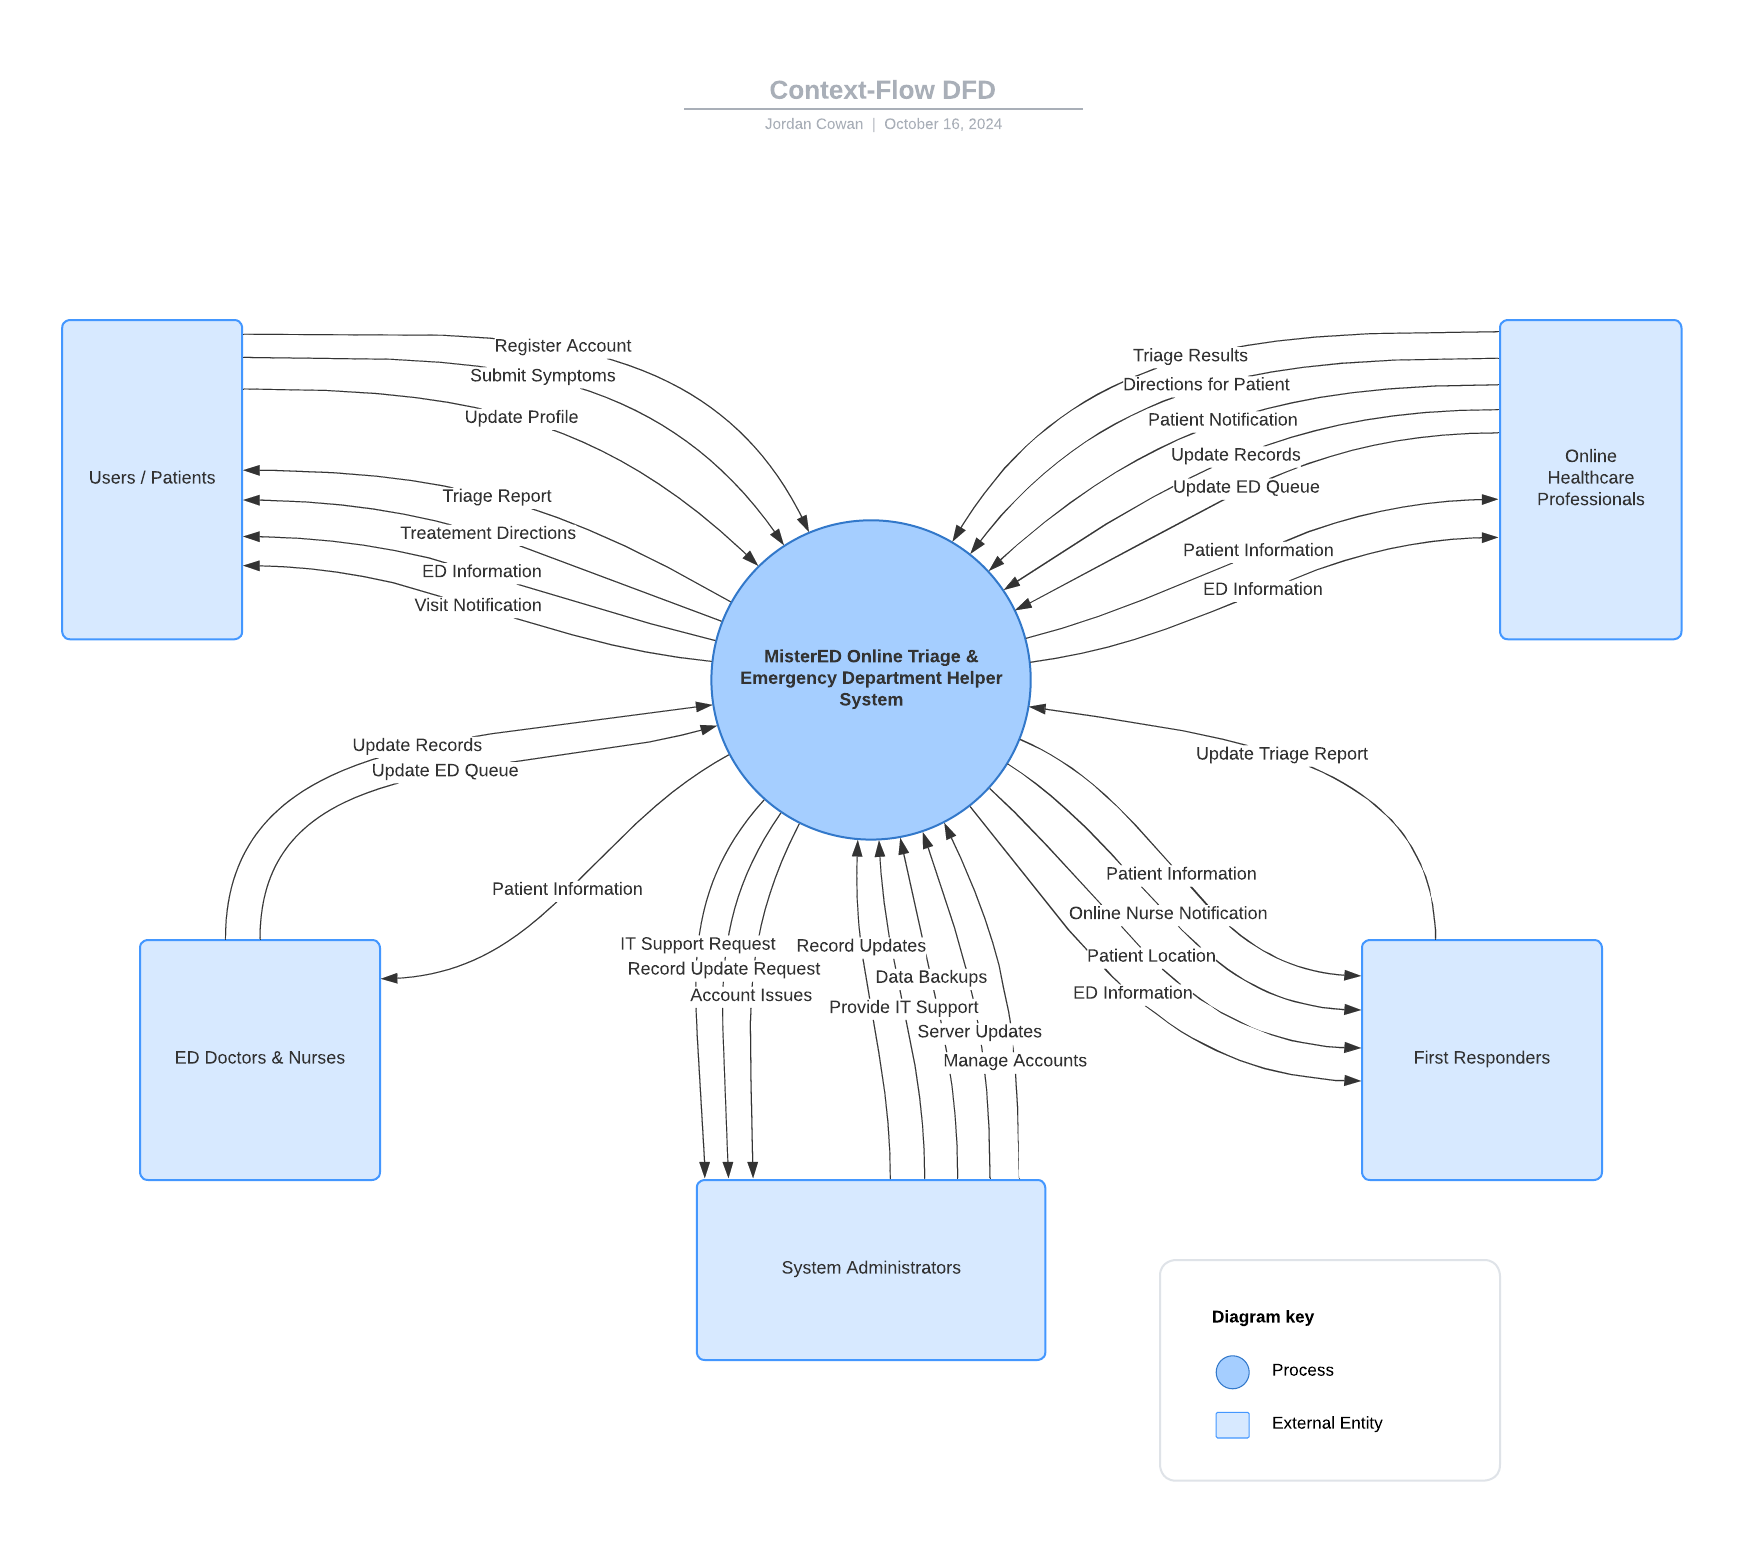 Context-Flow DFD
Jordan Cowan | October 16, 2024
Register Account
Submit Symptoms
Update Profile
Triage Report
Treatement Directions
ED Information
Visit Notification
Users / Patients
Triage Results
Directions for Patient
Patient Notification
Update Records
Update ED Queue
Patient Information
ED Information
Online
Healthcare
Professionals
MisterED Online Triage &
Emergency Department Helper
System
Update Records
Update ED Queue
Patient Information
ED Doctors & Nurses
IT Support Request
Record Update Request
Account Issues
Record Updates
Data Backups
Provide IT Support
Server Updates
Manage Accounts
System Administrators
Update Triage Report
Patient Information
Online Nurse Notification
Patient Location
ED Information
First Responders
Diagram key
Process
External Entity